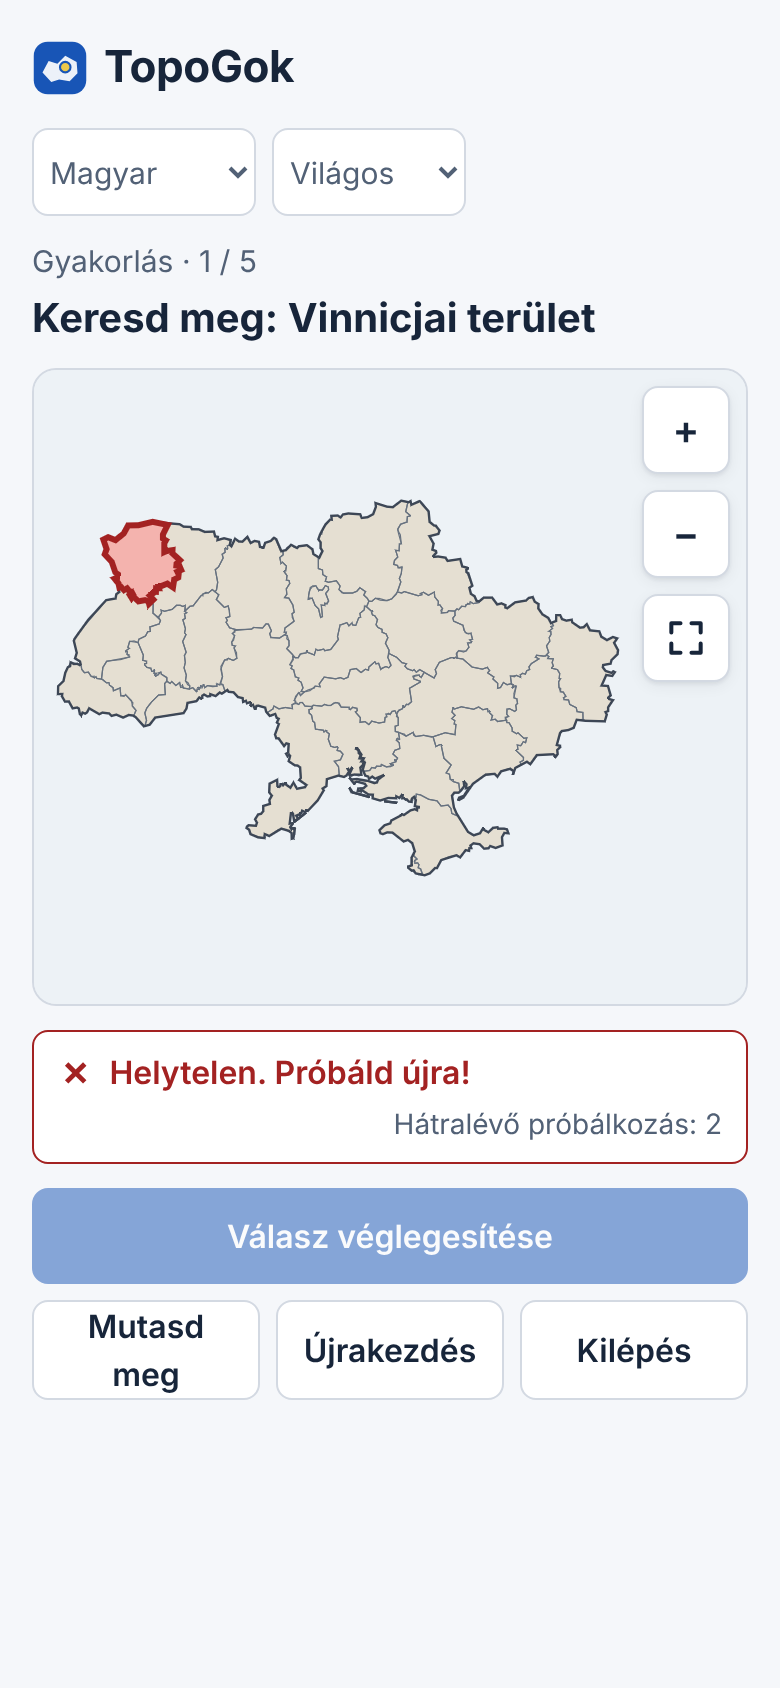 TopoGok
Magyar
Világos
Gyakorlás · 1 / 5
Keresd meg: Vinnicjai terület
+
−
✕ Helytelen. Próbáld újra!
Hátralévő próbálkozás: 2
Válasz véglegesítése
Mutasd
meg
Újrakezdés
Kilépés